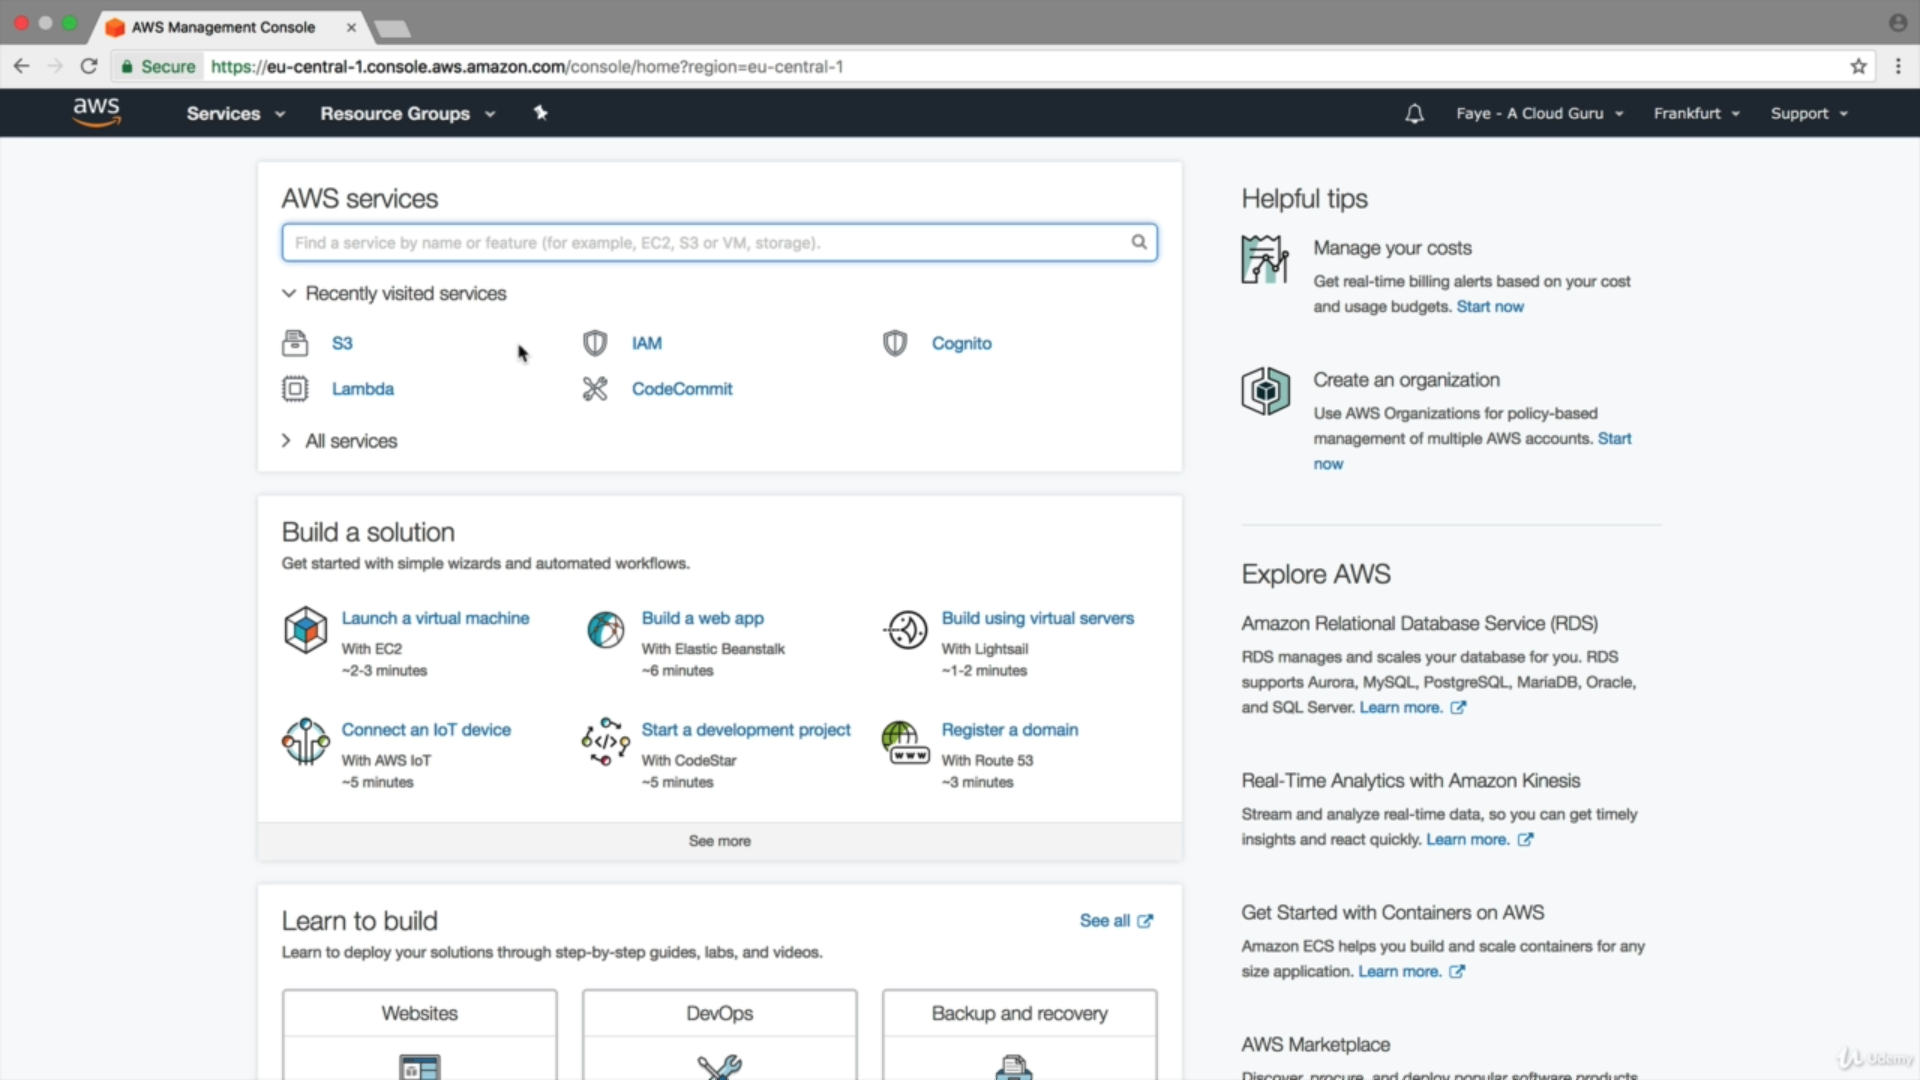 AWS Management Console
Secure https://eu-central-1.console.aws.amazon.com/console/home?region=eu-central-1
aws Services Resource Groups Faye - A Cloud Guru Frankfurt Support
AWS services
Find a service by name or feature (for example, EC2, S3 or VM, storage).
Recently visited services
S3 IAM Cognito
Lambda CodeCommit
All services
Build a solution
Get started with simple wizards and automated workflows.
Launch a virtual machine
With EC2
~2-3 minutes
Build a web app
With Elastic Beanstalk
~6 minutes
Build using virtual servers
With Lightsail
~1-2 minutes
Connect an IoT device
With AWS IoT
~5 minutes
Start a development project
With CodeStar
~5 minutes
Register a domain
With Route 53
~3 minutes
See more
Learn to build
See all
Learn to deploy your solutions through step-by-step guides, labs, and videos.
Websites
DevOps
Backup and recovery
Helpful tips
Manage your costs
Get real-time billing alerts based on your cost
and usage budgets. Start now
Create an organization
Use AWS Organizations for policy-based
management of multiple AWS accounts. Start
now
Explore AWS
Amazon Relational Database Service (RDS)
RDS manages and scales your database for you. RDS
supports Aurora, MySQL, PostgreSQL, MariaDB, Oracle,
and SQL Server. Learn more.
Real-Time Analytics with Amazon Kinesis
Stream and analyze real-time data, so you can get timely
insights and react quickly. Learn more.
Get Started with Containers on AWS
Amazon ECS helps you build and scale containers for any
size application. Learn more.
AWS Marketplace
Discover, procure, and deploy popular software products
Udemy